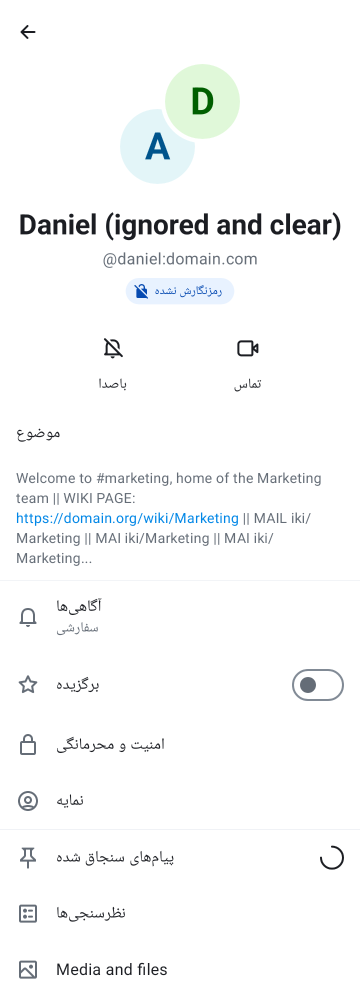 D
A
Daniel (ignored and clear)
@daniel:domain.com
رمزنگارش نشده
باصدا
تماس
موضوع
Welcome to #marketing, home of the Marketing
team || WIKI PAGE:
https://domain.org/wiki/Marketing || MAIL iki/
Marketing || MAI iki/Marketing || MAI iki/
Marketing...
آگاهی‌ها
سفارشی
برگزیده
امنیت و محرمانگی
نمایه
پیام‌های سنجاق شده
نظرسنجی‌ها
Media and files